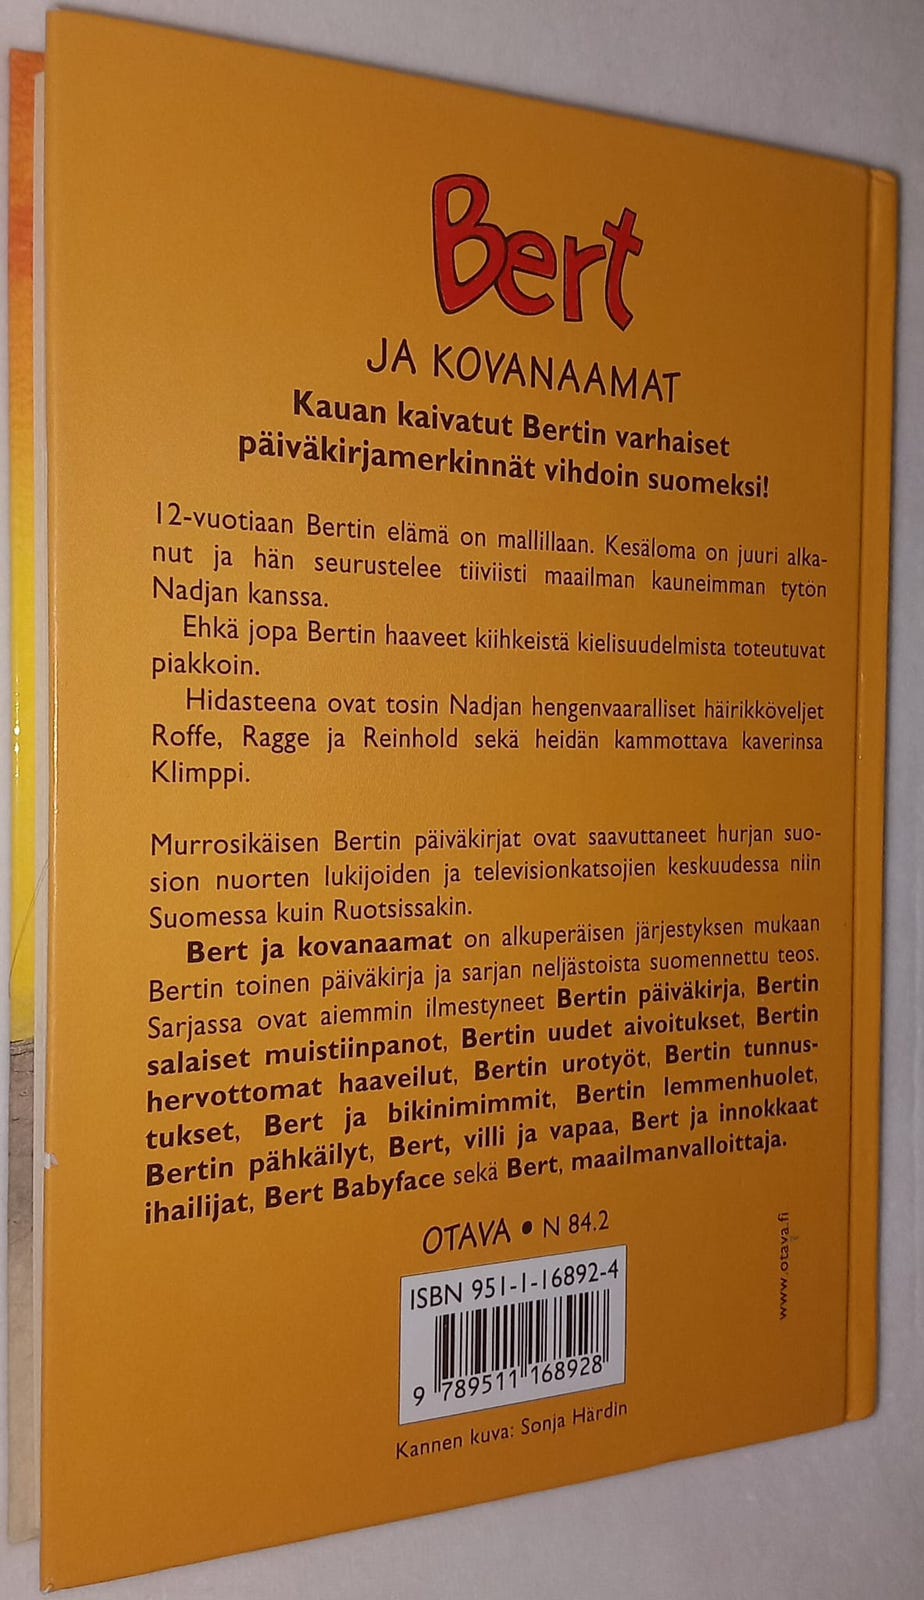 Bert
JA KOVANAAMAT
Kauan kaivatut Bertin varhaiset
päiväkirjamerkinnät vihdoin suomeksi!
12-vuotiaan Bertin elämä on mallillaan. Kesäloma on juuri alka-
nut ja hän seurustelee tiiviisti maailman kauneimman tytön
Nadjan kanssa.
Ehkä jopa Bertin haaveet kiihkeistä kielisuudelmista toteutuvat
piakkoin.
Hidasteena ovat tosin Nadjan hengenvaaralliset häirikköveljet
Roffe, Ragge ja Reinhold sekä heidän kammottava kaverinsa
Klimppi.
Murrosikäisen Bertin päiväkirjat ovat saavuttaneet hurjan suo-
sion nuorten lukijoiden ja televisionkatsojien keskuudessa niin
Suomessa kuin Ruotsissakin.
Bert ja kovanaamat on alkuperäisen järjestyksen mukaan
Bertin toinen päiväkirja ja sarjan neljästoista suomennettu teos.
Sarjassa ovat aiemmin ilmestyneet Bertin päiväkirja, Bertin
salaiset muistiinpanot, Bertin uudet aivoitukset, Bertin
hervottomat haaveilut, Bertin urotyöt, Bertin tunnus-
tukset, Bert ja bikinimimmit, Bertin lemmenhuolet,
Bertin pähkäilyt, Bert, villi ja vapaa, Bert ja innokkaat
ihailijat, Bert Babyface sekä Bert, maailmanvalloittaja.
OTAVA • N 84.2
www.otava.fi
ISBN 951-1-16892-4
9 789511 168928
Kannen kuva: Sonja Härdin